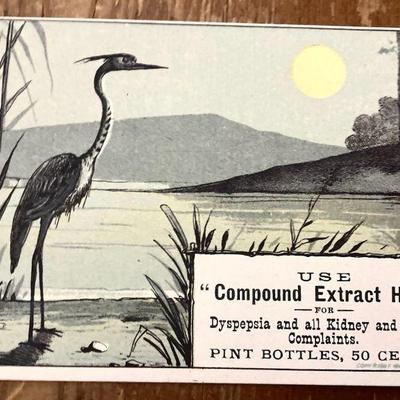 USE
"Compound Extract H
FOR
Dyspepsia and all Kidney and
Complaints.
PINT BOTTLES, 50 CE